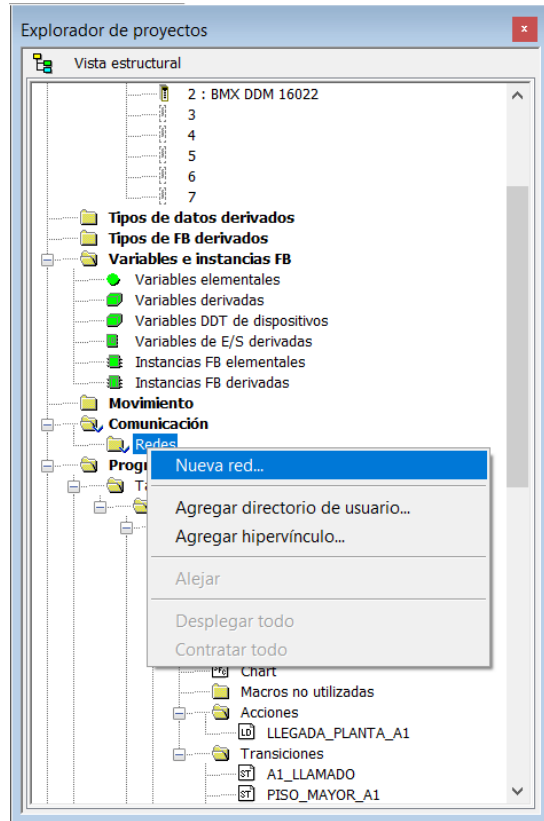 Explorador de proyectos
x
Vista estructural
2 : BMX DDM 16022
3
4
5
6
7
Tipos de datos derivados
Tipos de FB derivados
Variables e instancias FB
Variables elementales
Variables derivadas
Variables DDT de dispositivos
Variables de E/S derivadas
Instancias FB elementales
Instancias FB derivadas
Movimiento
Comunicación
Redes
Progr
Nueva red...
Agregar directorio de usuario...
Agregar hipervínculo...
Alejar
Desplegar todo
Contratar todo
Chart
Macros no utilizadas
Acciones
LD LLEGADA_PLANTA_A1
Transiciones
ST A1_LLAMADO
ST PISO_MAYOR_A1